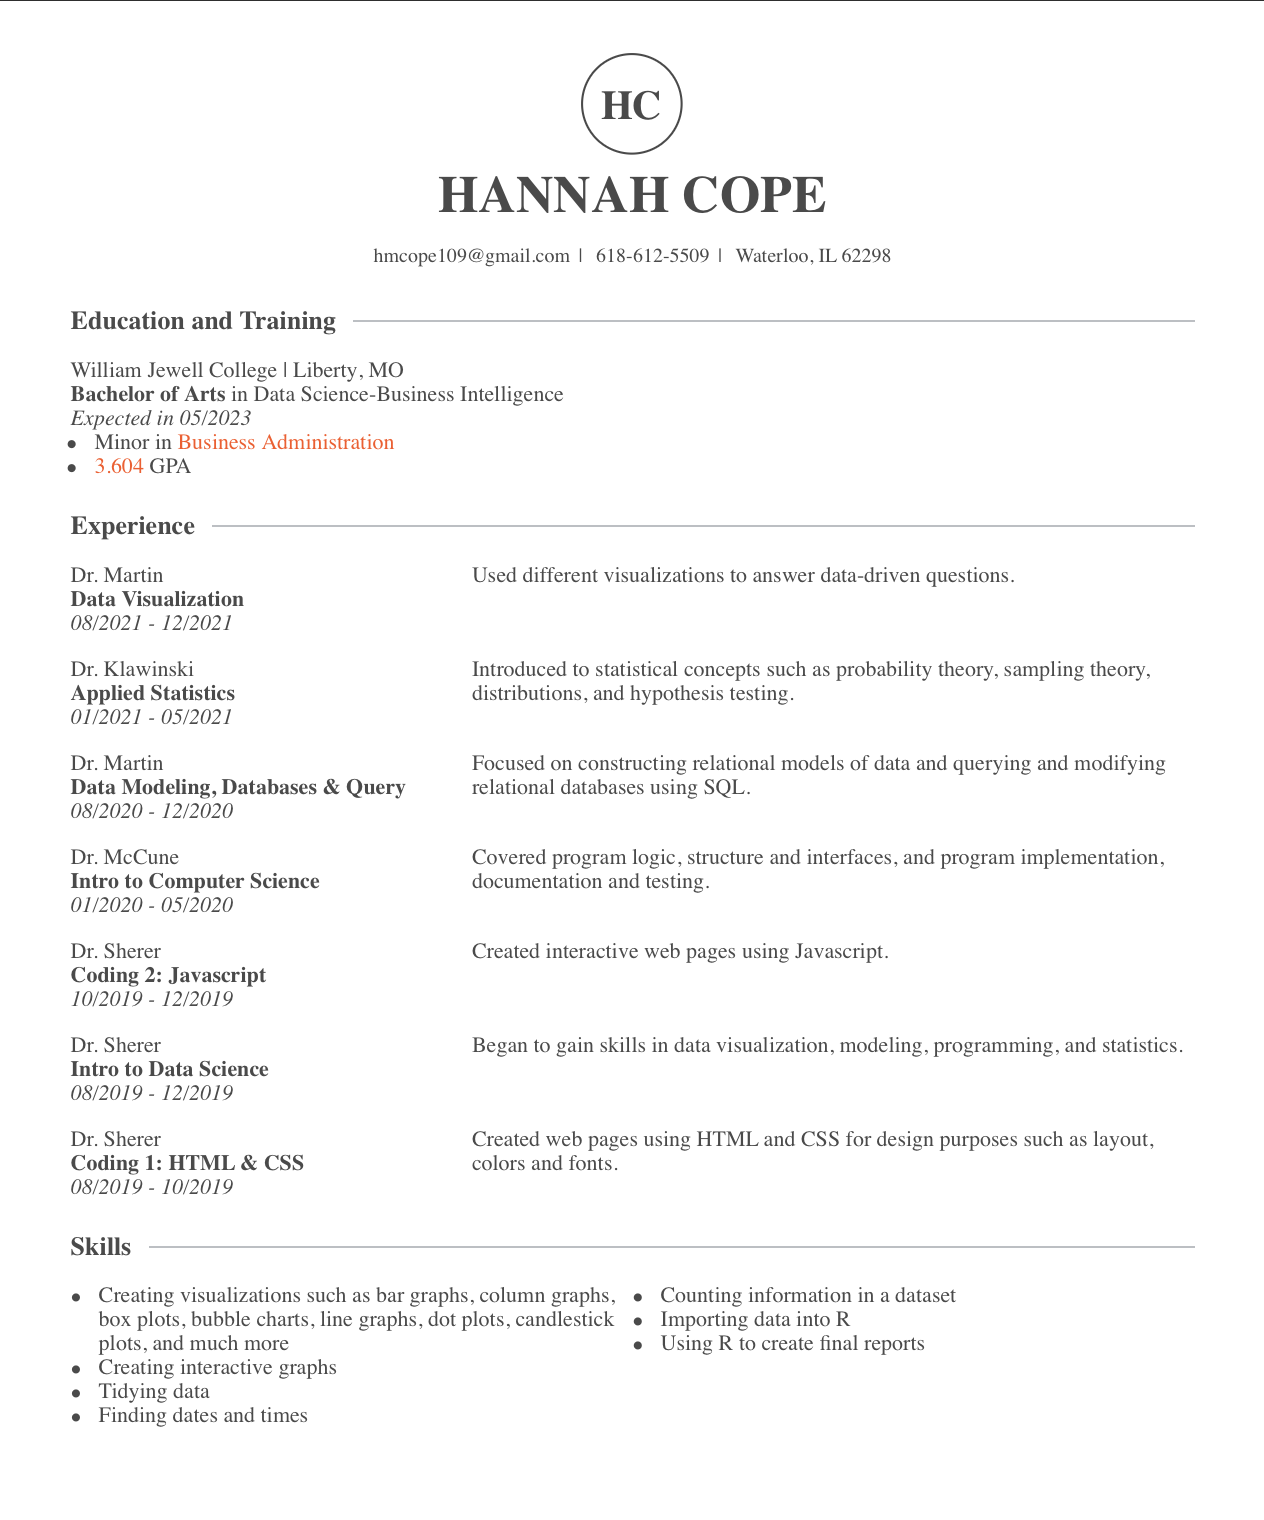 HC
HANNAH COPE
hmcope109@gmail.com | 618-612-5509 | Waterloo, IL 62298
Education and Training
William Jewell College | Liberty, MO
Bachelor of Arts in Data Science-Business Intelligence
Expected in 05/2023
● Minor in Business Administration
● 3.604 GPA
Experience
Dr. Martin
Data Visualization
08/2021 - 12/2021
Used different visualizations to answer data-driven questions.
Dr. Klawinski
Applied Statistics
01/2021 - 05/2021
Introduced to statistical concepts such as probability theory, sampling theory,
distributions, and hypothesis testing.
Dr. Martin
Data Modeling, Databases & Query
08/2020 - 12/2020
Focused on constructing relational models of data and querying and modifying
relational databases using SQL.
Dr. McCune
Intro to Computer Science
01/2020 - 05/2020
Covered program logic, structure and interfaces, and program implementation,
documentation and testing.
Dr. Sherer
Coding 2: Javascript
10/2019 - 12/2019
Created interactive web pages using Javascript.
Dr. Sherer
Intro to Data Science
08/2019 - 12/2019
Began to gain skills in data visualization, modeling, programming, and statistics.
Dr. Sherer
Coding 1: HTML & CSS
08/2019 - 10/2019
Created web pages using HTML and CSS for design purposes such as layout,
colors and fonts.
Skills
● Creating visualizations such as bar graphs, column graphs,
box plots, bubble charts, line graphs, dot plots, candlestick
plots, and much more
● Creating interactive graphs
● Tidying data
● Finding dates and times
● Counting information in a dataset
● Importing data into R
● Using R to create final reports